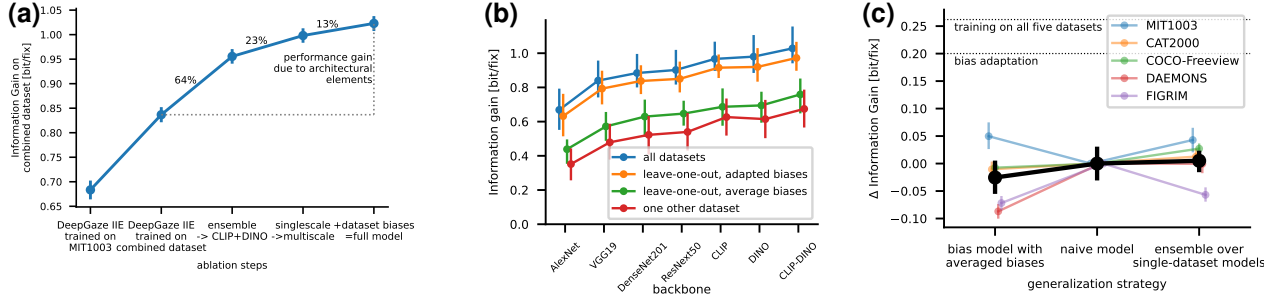 (a)
Information Gain on
combined dataset [bit/fix]
1.05
1.00
0.95
0.90
0.85
0.80
0.75
0.70
0.65
64%
23%
13%
performance gain
due to architectural
elements
DeepGaze IIE
trained on
MIT1003
DeepGaze IIE
trained on
combined dataset
ensemble
-> CLIP+DINO
singlescale
->multiscale
+dataset biases
=full model
ablation steps
(b)
Information gain [bit/fix]
1.0
0.8
0.6
0.4
0.2
0.0
all datasets
leave-one-out, adapted biases
leave-one-out, average biases
one other dataset
AlexNet
VGG19
DenseNet201
ResNext50
CLIP
DINO
CLIP-DINO
backbone
(c)
Δ Information Gain [bit/fix]
0.25
0.20
0.15
0.10
0.05
0.00
−0.05
−0.10
training on all five datasets
bias adaptation
MIT1003
CAT2000
COCO-Freeview
DAEMONS
FIGRIM
bias model with
averaged biases
naive model
ensemble over
single-dataset models
generalization strategy